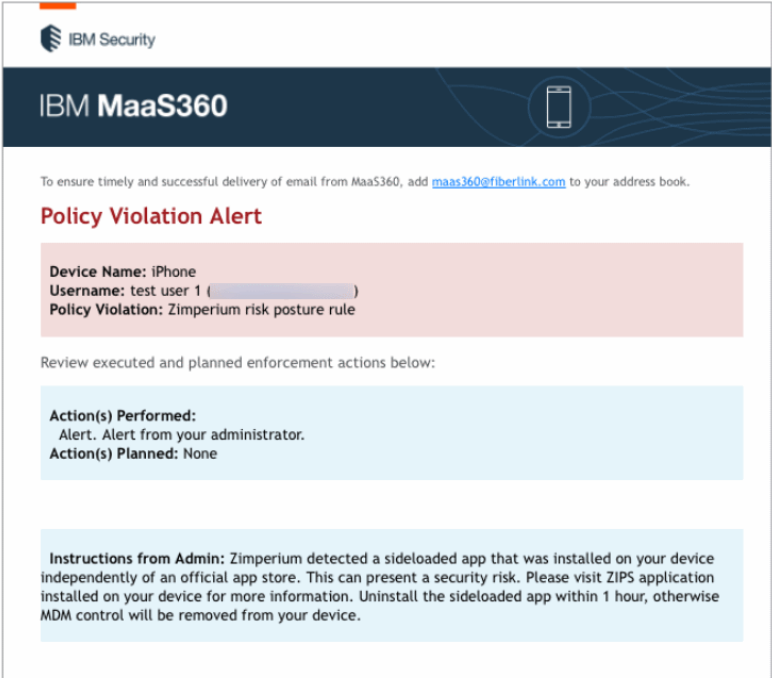 IBM Security
IBM MaaS360
To ensure timely and successful delivery of email from MaaS360, add maas360@fiberlink.com to your address book.
Policy Violation Alert
Device Name: iPhone
Username: test user 1 ( )
Policy Violation: Zimperium risk posture rule
Review executed and planned enforcement actions below:
Action(s) Performed:
Alert. Alert from your administrator.
Action(s) Planned: None
Instructions from Admin: Zimperium detected a sideloaded app that was installed on your device
independently of an official app store. This can present a security risk. Please visit ZIPS application
installed on your device for more information. Uninstall the sideloaded app within 1 hour, otherwise
MDM control will be removed from your device.